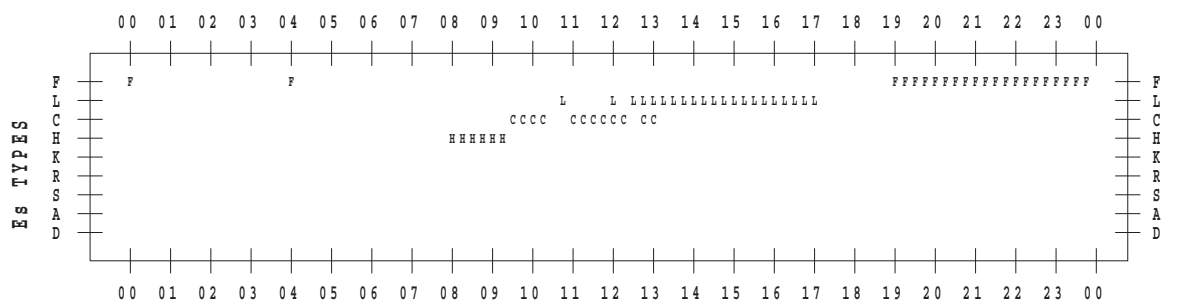 00 01 02 03 04 05 06 07 08 09 10 11 12 13 14 15 16 17 18 19 20 21 22 23 00
F F F FFFFFFFFFFFFFFFFFFFF F
L L L LLLLLLLLLLLLLLLLLLL L
C CCCC CCCCCC CC C
H HHHHHH H
K K
R R
S S
A A
D D
Es TYPES
00 01 02 03 04 05 06 07 08 09 10 11 12 13 14 15 16 17 18 19 20 21 22 23 00